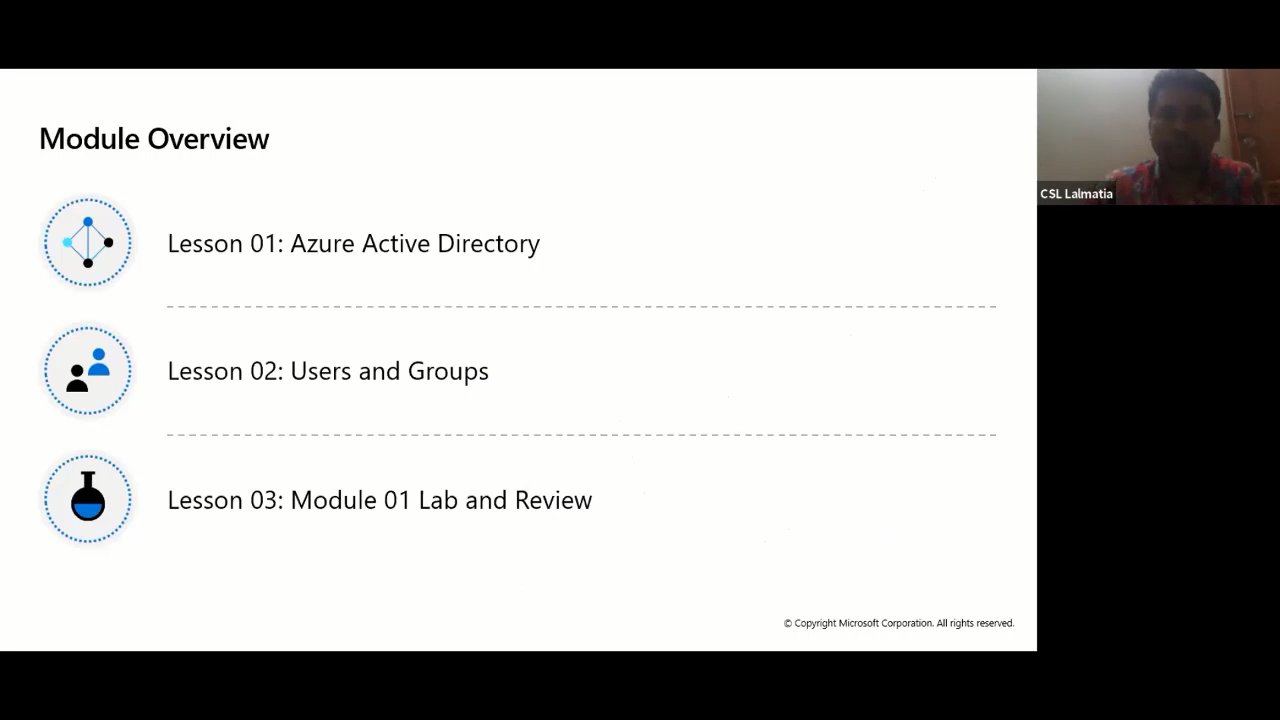 Module Overview
Lesson 01: Azure Active Directory
Lesson 02: Users and Groups
Lesson 03: Module 01 Lab and Review
© Copyright Microsoft Corporation. All rights reserved.
CSL Lalmatia